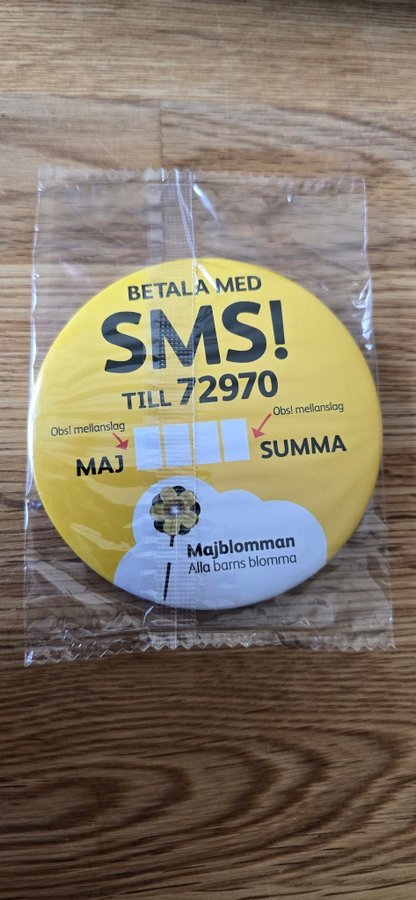 BETALA MED
SMS!
TILL 72970
Obs! mellanslag
Obs! mellanslag
MAJ
SUMMA
Majblomman
Alla barns blomma